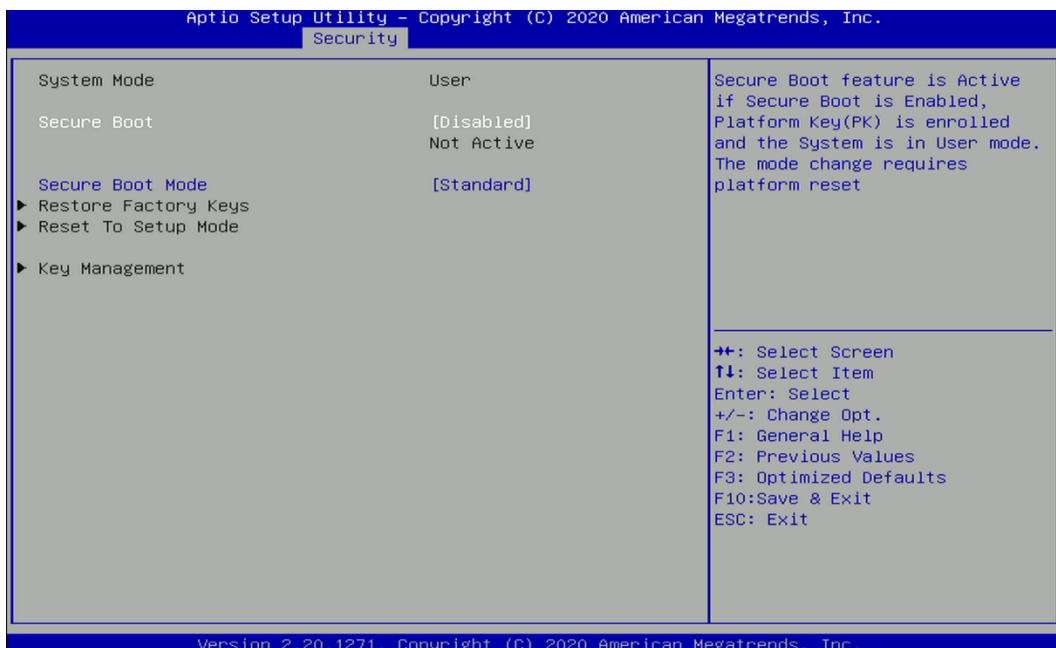 Aptio Setup Utility – Copyright (C) 2020 American Megatrends, Inc.
Security
System Mode User
Secure Boot [Disabled]
Not Active
Secure Boot Mode [Standard]
▶ Restore Factory Keys
▶ Reset To Setup Mode
▶ Key Management
Secure Boot feature is Active
if Secure Boot is Enabled,
Platform Key(PK) is enrolled
and the System is in User mode.
The mode change requires
platform reset
→←: Select Screen
↑↓: Select Item
Enter: Select
+/-: Change Opt.
F1: General Help
F2: Previous Values
F3: Optimized Defaults
F10:Save & Exit
ESC: Exit
Version 2.20.1271. Copyright (C) 2020 American Megatrends, Inc.